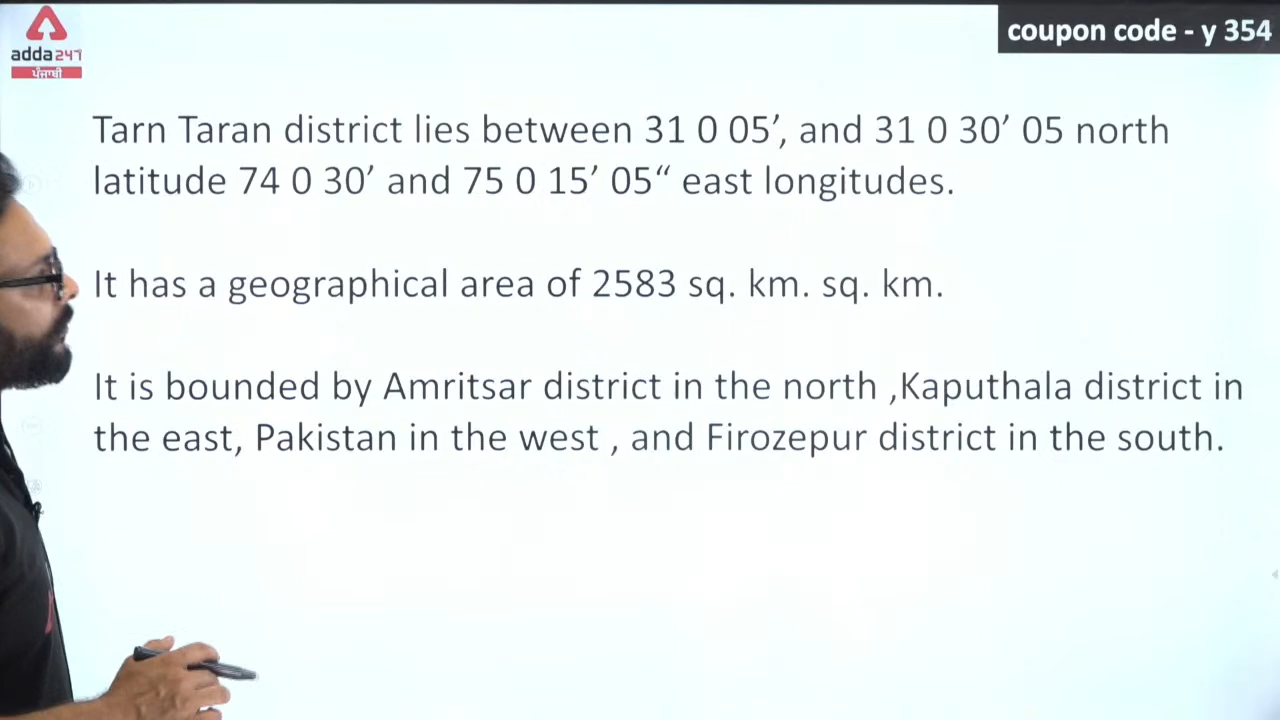 adda247
ਪੰਜਾਬੀ
coupon code - y 354
Tarn Taran district lies between 31 0 05’, and 31 0 30’ 05 north
latitude 74 0 30’ and 75 0 15’ 05“ east longitudes.
It has a geographical area of 2583 sq. km. sq. km.
It is bounded by Amritsar district in the north ,Kaputhala district in
the east, Pakistan in the west , and Firozepur district in the south.